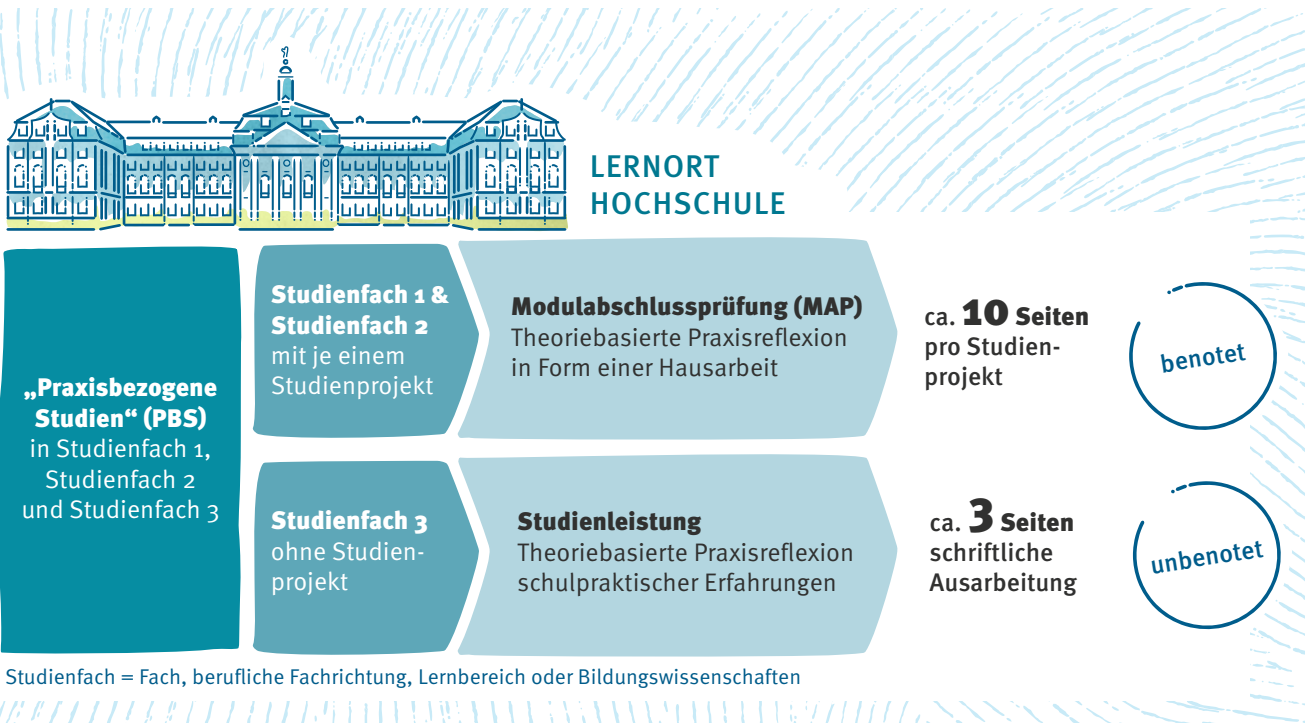 LERNORT
HOCHSCHULE
„Praxisbezogene
Studien“ (PBS)
in Studienfach 1,
Studienfach 2
und Studienfach 3
Studienfach 1 &
Studienfach 2
mit je einem
Studienprojekt
Modulabschlussprüfung (MAP)
Theoriebasierte Praxisreflexion
in Form einer Hausarbeit
ca. 10 Seiten
pro Studien-
projekt
benotet
Studienfach 3
ohne Studien-
projekt
Studienleistung
Theoriebasierte Praxisreflexion
schulpraktischer Erfahrungen
ca. 3 Seiten
schriftliche
Ausarbeitung
unbenotet
Studienfach = Fach, berufliche Fachrichtung, Lernbereich oder Bildungswissenschaften